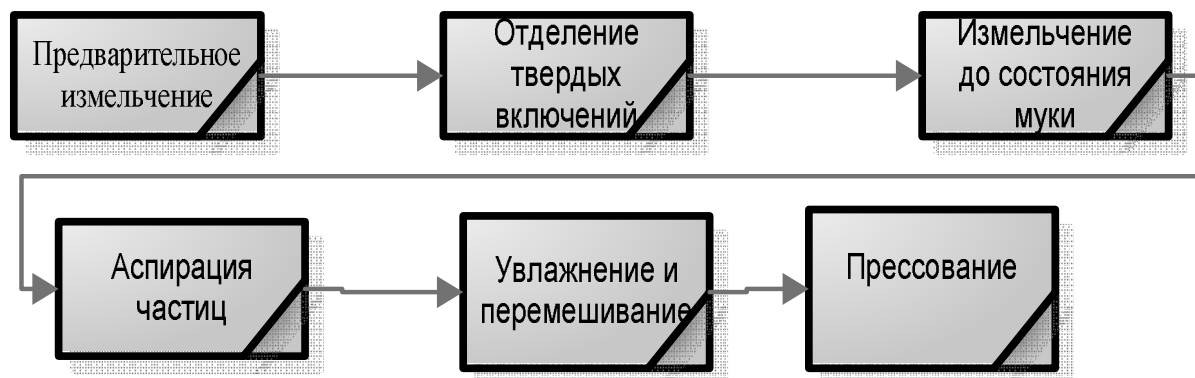 Предварительное
измельчение
Отделение
твердых
включений
Измельчение
до состояния
муки
Аспирация
частиц
Увлажнение и
перемешивание
Прессование